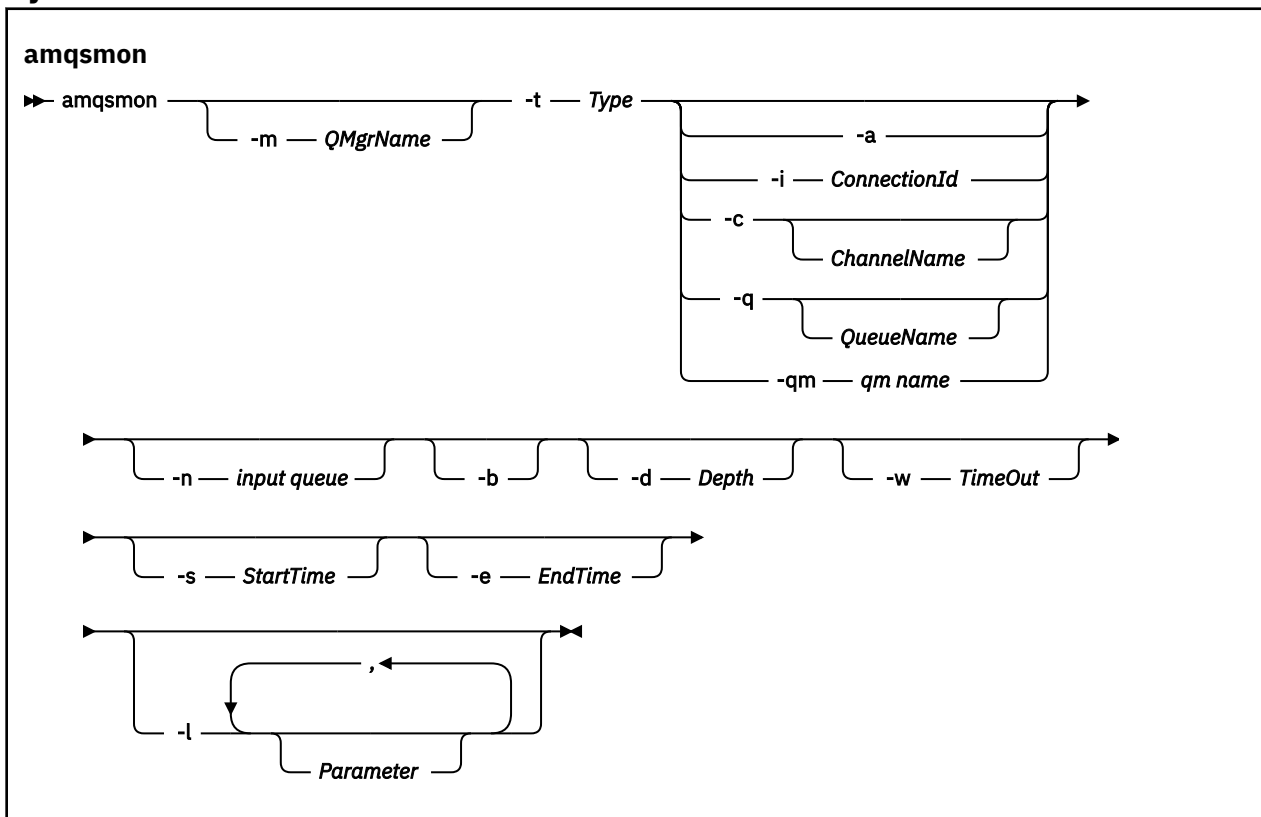 amqsmon
amqsmon -m QMgrName -t Type
-a
-i ConnectionId
-c ChannelName
-q QueueName
-qm qm name
-n input queue -b -d Depth -w TimeOut
-s StartTime -e EndTime
,
-l Parameter